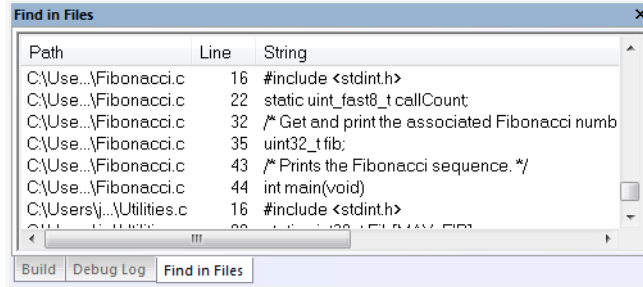 Find in Files
Path Line String
C:\Use...\Fibonacci.c 16 #include <stdint.h>
C:\Use...\Fibonacci.c 22 static uint_fast8_t callCount;
C:\Use...\Fibonacci.c 32 /* Get and print the associated Fibonacci numb
C:\Use...\Fibonacci.c 35 uint32_t fib;
C:\Use...\Fibonacci.c 43 /* Prints the Fibonacci sequence. */
C:\Use...\Fibonacci.c 44 int main(void)
C:\Users\j...\Utilities.c 16 #include <stdint.h>
Build Debug Log Find in Files